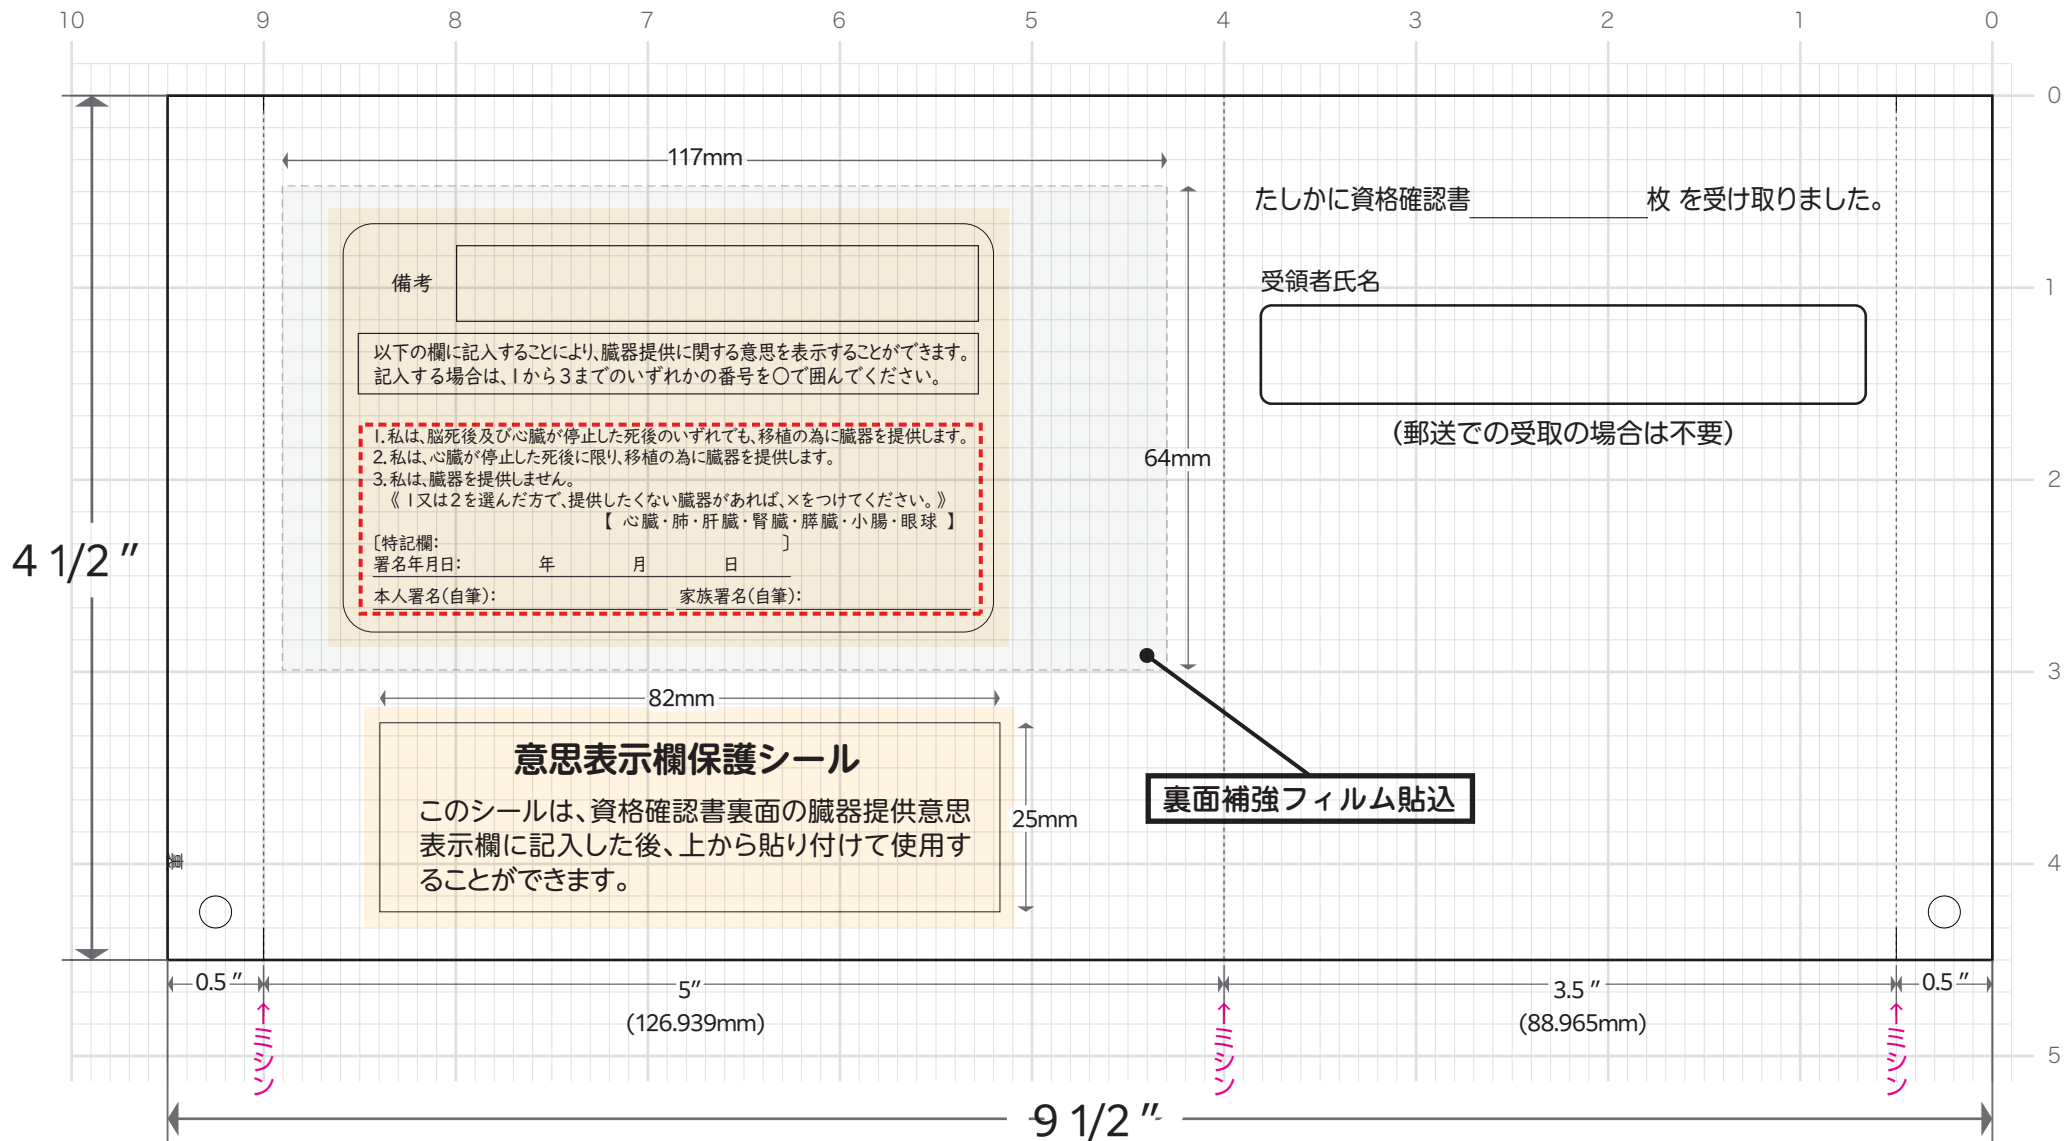 10 9 8 7 6 5 4 3 2 1 0
0
1
2
3
4
5
4 1/2 ″
117mm
64mm
備考
以下の欄に記入することにより、臓器提供に関する意思を表示することができます。
記入する場合は、1から3までのいずれかの番号を〇で囲んでください。
1.私は、脳死後及び心臓が停止した死後のいずれでも、移植の為に臓器を提供します。
2.私は、心臓が停止した死後に限り、移植の為に臓器を提供します。
3.私は、臓器を提供しません。
《1又は2を選んだ方で、提供したくない臓器があれば、×をつけてください。》
【 心臓・肺・肝臓・腎臓・膵臓・小腸・眼球 】
〔特記欄: 〕
署名年月日: 年 月 日
本人署名(自筆): 家族署名(自筆):
82mm
25mm
意思表示欄保護シール
このシールは、資格確認書裏面の臓器提供意思
表示欄に記入した後、上から貼り付けて使用す
ることができます。
裏
たしかに資格確認書 枚 を受け取りました。
受領者氏名
(郵送での受取の場合は不要)
裏面補強フィルム貼込
0.5 ″ 5″ 3.5 ″ 0.5 ″
(126.939mm) (88.965mm)
←ミシン ←ミシン ←ミシン
9 1/2 ″